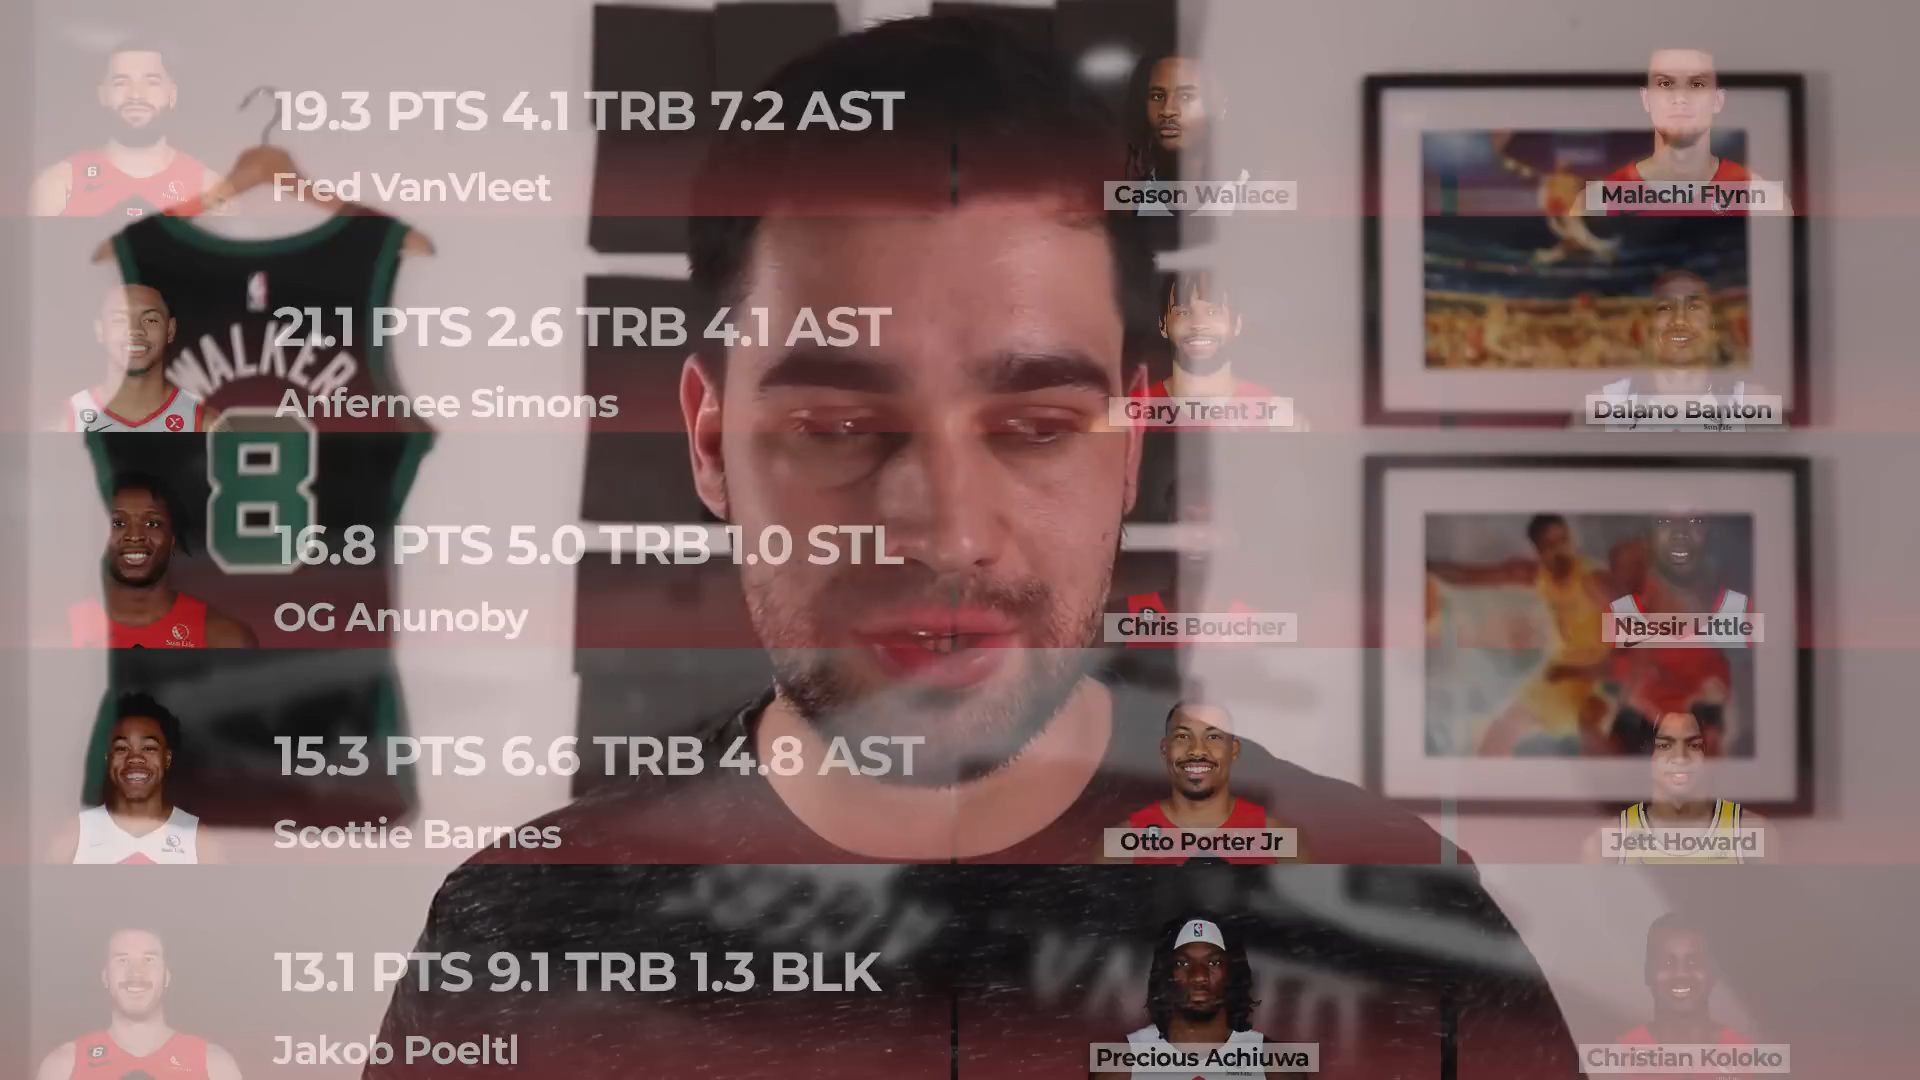 19.3 PTS 4.1 TRB 7.2 AST
Fred VanVleet
Cason Wallace
Malachi Flynn
21.1 PTS 2.6 TRB 4.1 AST
Anfernee Simons
Gary Trent Jr
Dalano Banton
WALKER
8
16.8 PTS 5.0 TRB 1.0 STL
OG Anunoby
Chris Boucher
Nassir Little
15.3 PTS 6.6 TRB 4.8 AST
Scottie Barnes
Otto Porter Jr
Jett Howard
13.1 PTS 9.1 TRB 1.3 BLK
Jakob Poeltl
Precious Achiuwa
Christian Koloko